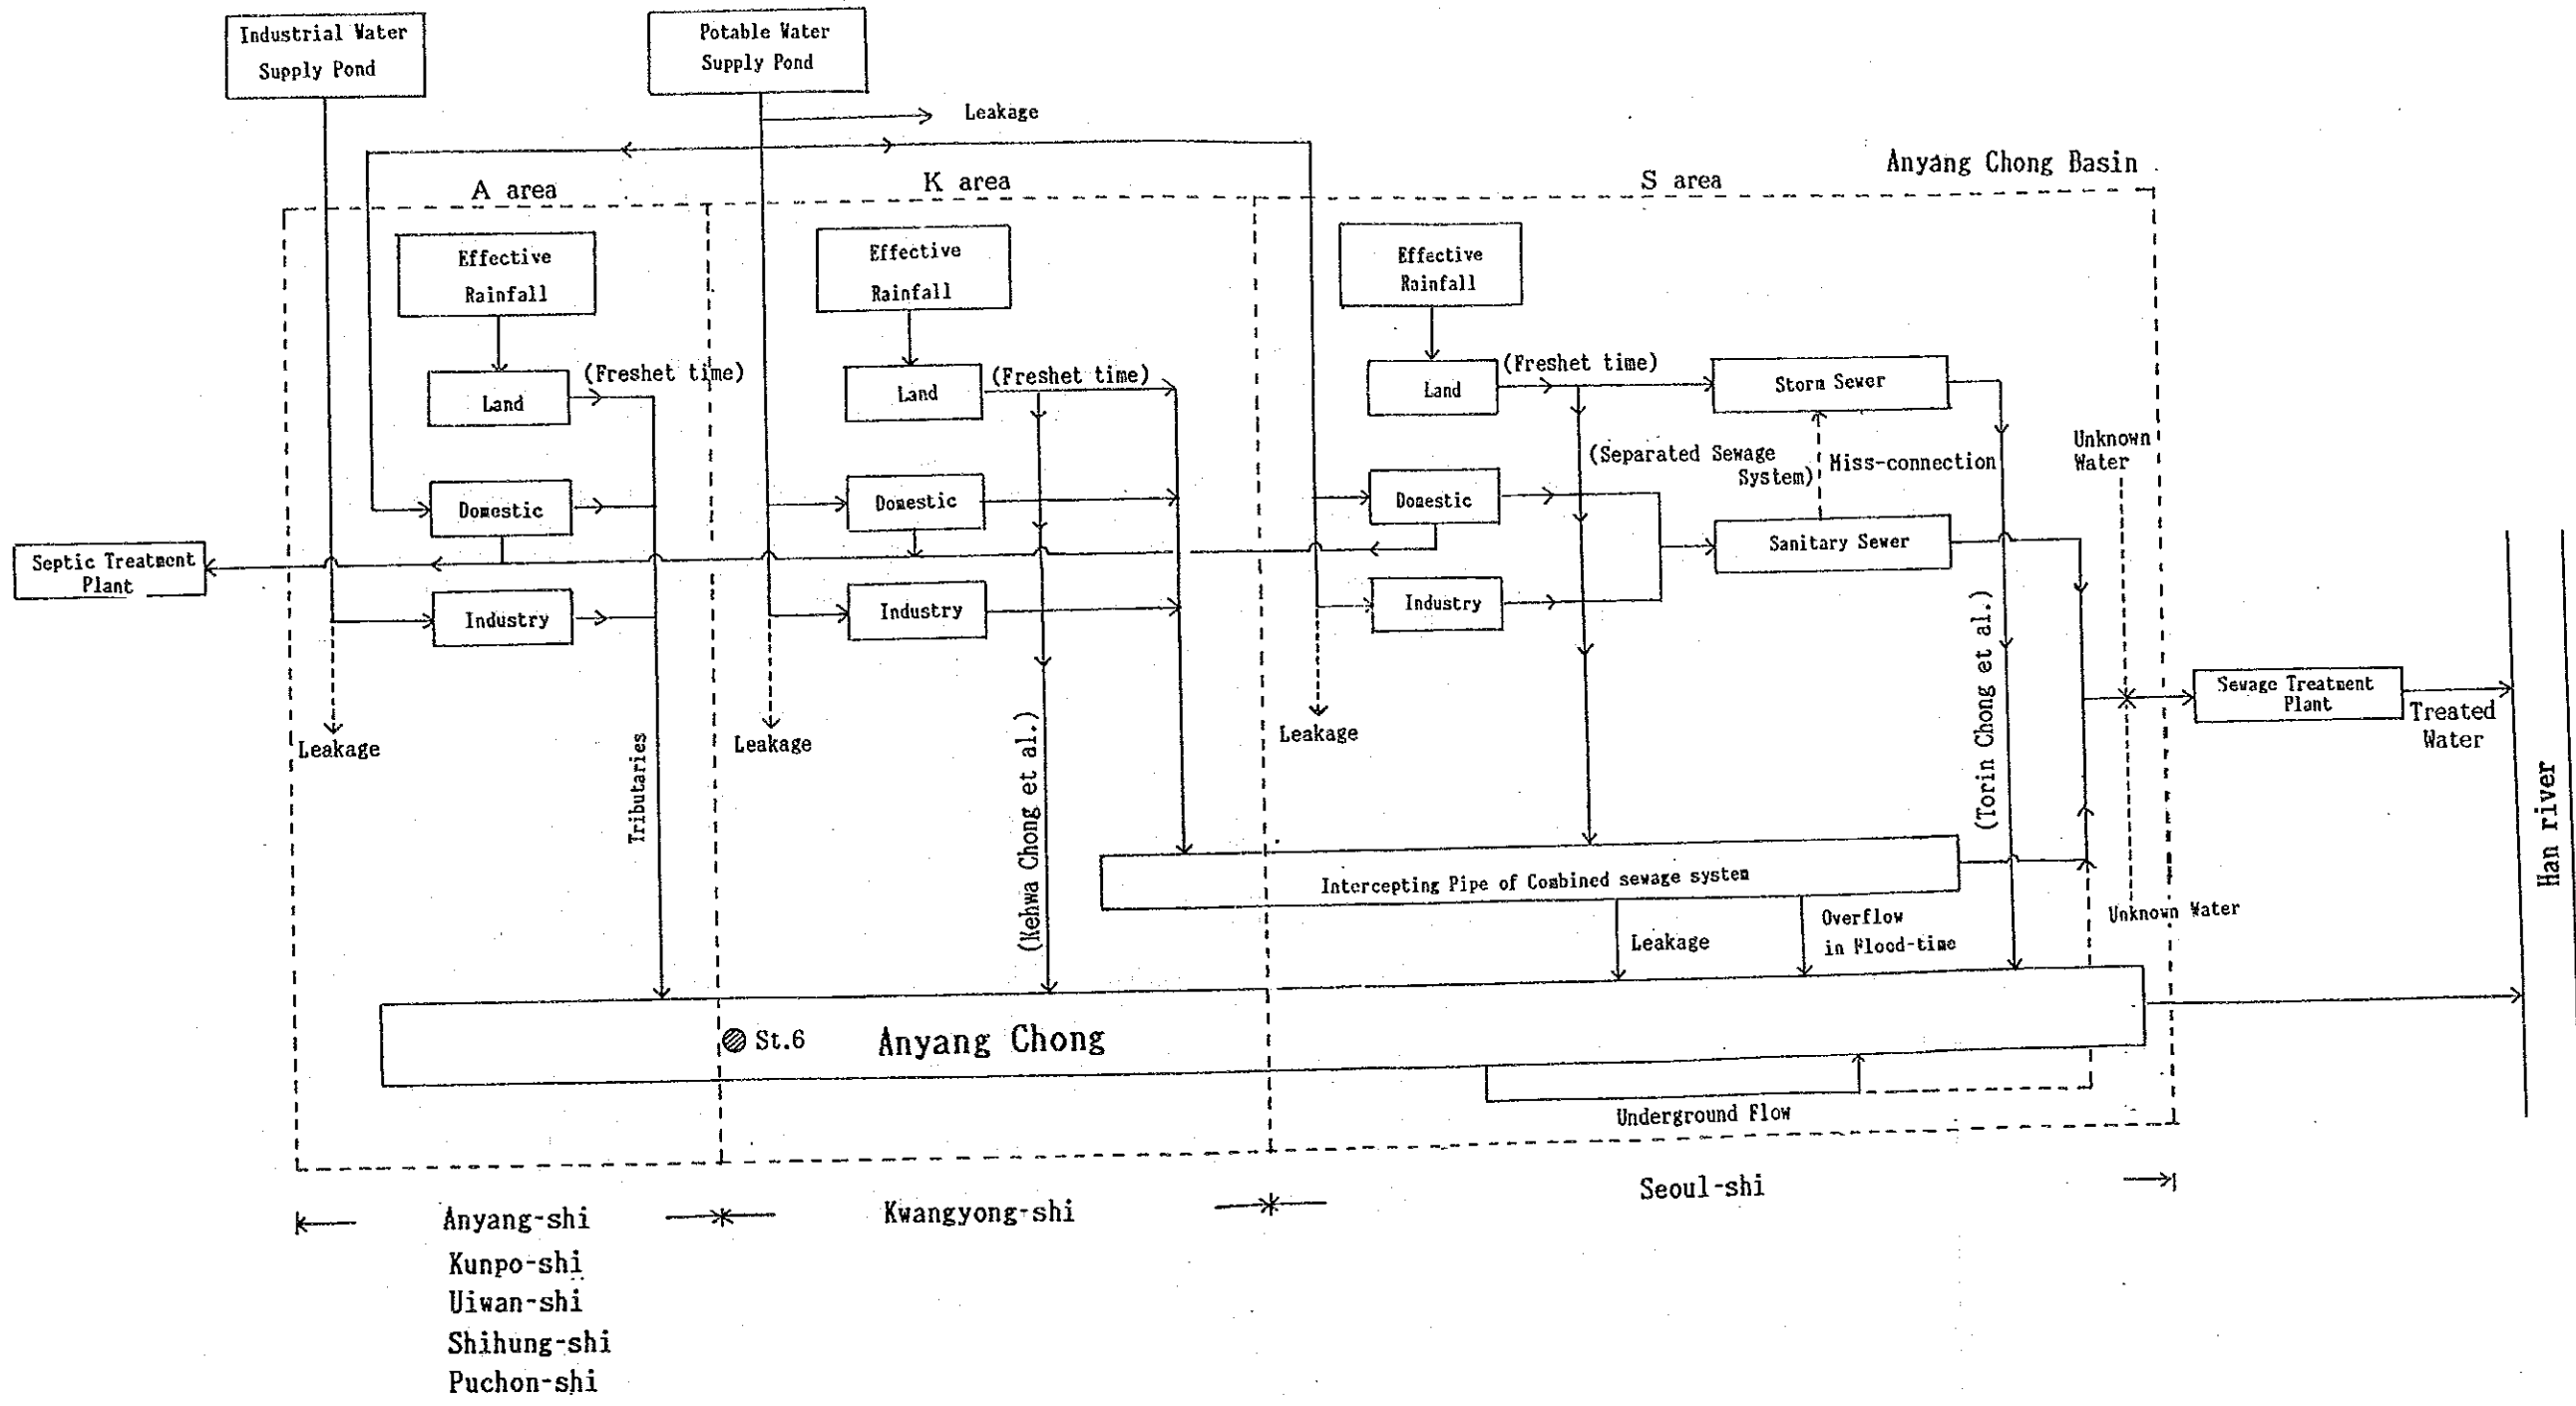 Industrial Water
Supply Pond
Potable Water
Supply Pond
Leakage
Anyang Chong Basin
A area
K area
S area
Effective
Rainfall
Effective
Rainfall
Effective
Rainfall
Land
(Freshet time)
Land
(Freshet time)
Land
(Freshet time)
Storm Sewer
(Separated Sewage
System)
Miss-connection
Unknown
Water
Domestic
Domestic
Domestic
Sanitary Sewer
Septic Treatment
Plant
Industry
Industry
Industry
Leakage
Leakage
Leakage
Tributaries
(Kehwa Chong et al.)
(Torin Chong et al.)
Sewage Treatment
Plant
Treated
Water
Han river
Intercepting Pipe of Combined sewage system
Leakage
Overflow
in Flood-time
Unknown Water
St.6
Anyang Chong
Underground Flow
Anyang-shi
Kunpo-shi
Uiwan-shi
Shihung-shi
Puchon-shi
Kwangyong-shi
Seoul-shi